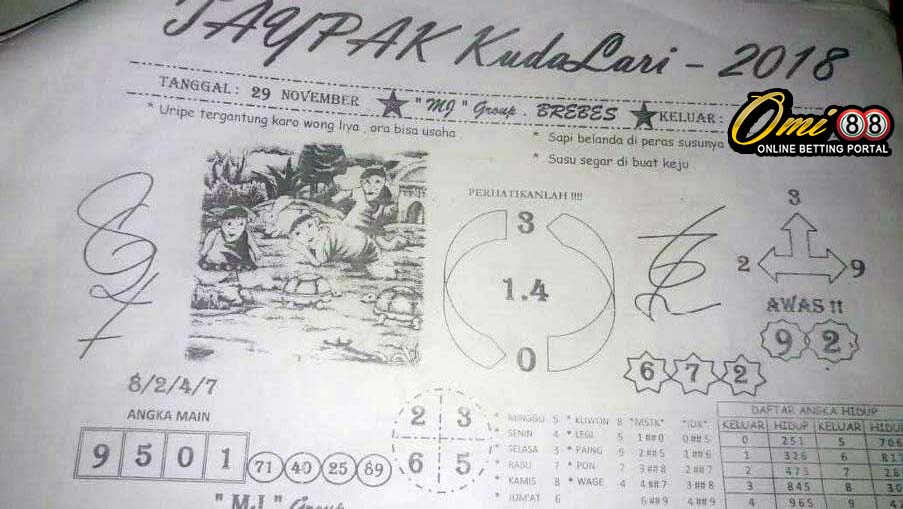 JAYPAK KudaLari - 2018
TANGGAL : 29 NOVEMBER ★ "MJ" Group . BREBES ★ KELUAR :
Omi 88
ONLINE BETTING PORTAL
* Uripe tergantung karo wong liya , ora bisa usaha
* Sapi belanda di peras susunya
* Susu segar di buat keju
PERHATIKANLAH !!!!
3
1.4
0
3
2 9
AWAS !!
9 2
6 7 2
8/2/4/7
ANGKA MAIN
9 5 0 1
71 40 25 89
2 3
6 5
* MINGGU 5 * KLIWON 8 *MSTK* *IDX*
* SENIN 4 * LEGI 5 1 ##0 0 ## 5
* SELASA 3 * PAING 9 2 ##5 1 ##6
* RABU 7 * PON 7 3 ##8 2 ##7
* KAMIS 8 * WAGE 4 4 ##7 3 ## 8
* JUM'AT 6 6 ##9 4 ##9
DAFTAR ANGKA HIDUP
KELUAR HIDUP KELUAR HIDUP
0 251 5 706
1 326 6
2 473 7
3 845 8
4 965 9
"MJ" Group